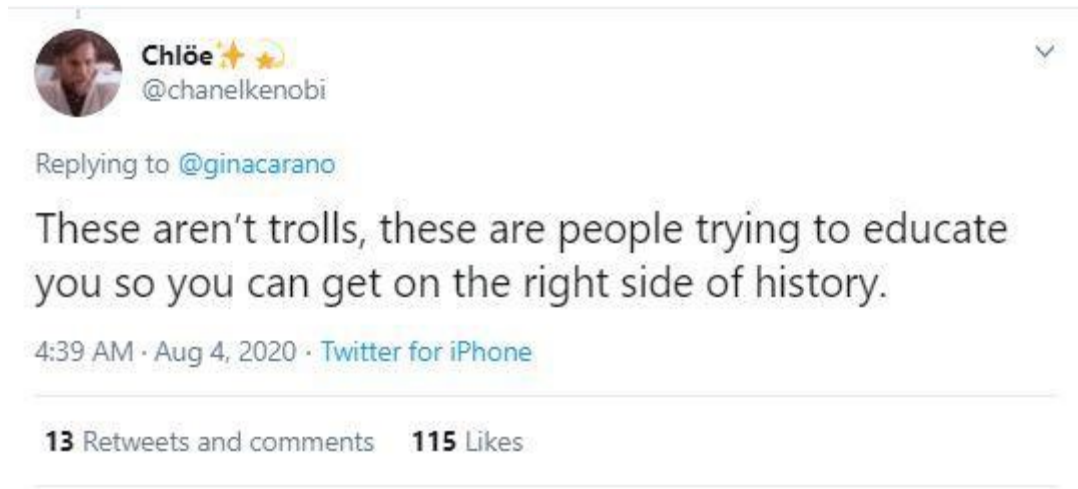 Chlöe✨💫
@chanelkenobi
Replying to @ginacarano
These aren't trolls, these are people trying to educate
you so you can get on the right side of history.
4:39 AM · Aug 4, 2020 · Twitter for iPhone
13 Retweets and comments 115 Likes